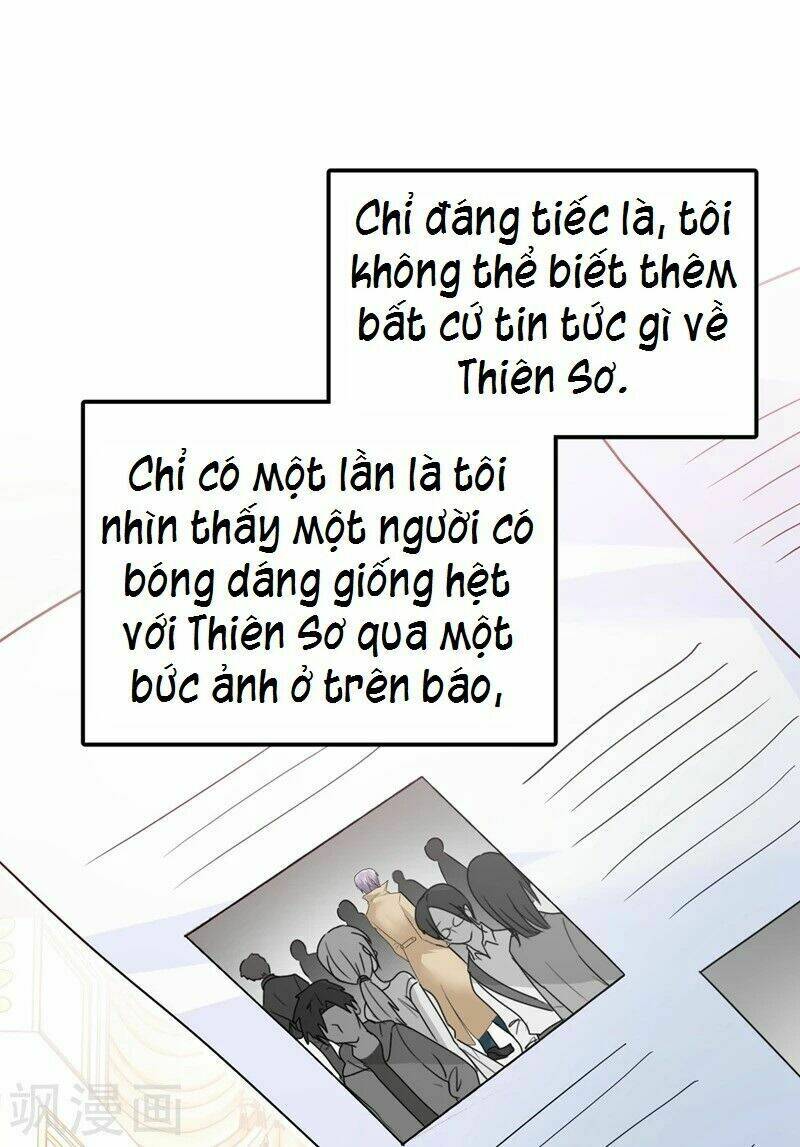 Chỉ đáng tiếc là, tôi
không thể biết thêm
bất cứ tin tức gì về
Thiên Sơ.
Chỉ có một lần là tôi
nhìn thấy một người có
bóng dáng giống hệt
với Thiên Sơ qua một
bức ảnh ở trên báo,
飒漫画